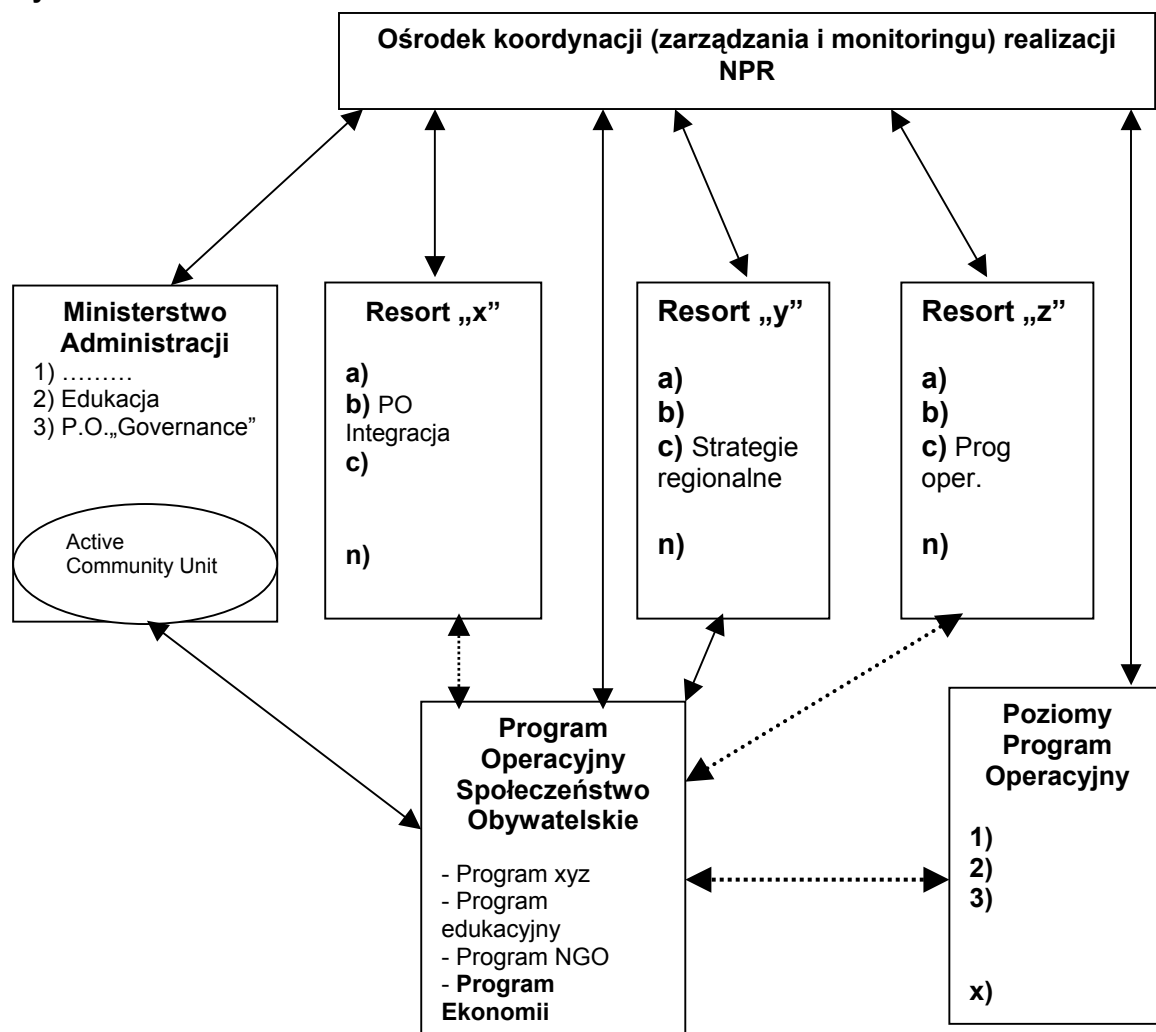 Ośrodek koordynacji (zarządzania i monitoringu) realizacji
NPR
Ministerstwo
Administracji
1) ………
2) Edukacja
3) P.O.„Governance”
Active
Community Unit
Resort „x”
a)
b) PO
Integracja
c)
n)
Resort „y”
a)
b)
c) Strategie
regionalne
n)
Resort „z”
a)
b)
c) Prog
oper.
n)
Program
Operacyjny
Społeczeństwo
Obywatelskie
- Program xyz
- Program
edukacyjny
- Program NGO
- Program
Ekonomii
Poziomy
Program
Operacyjny
1)
2)
3)
x)